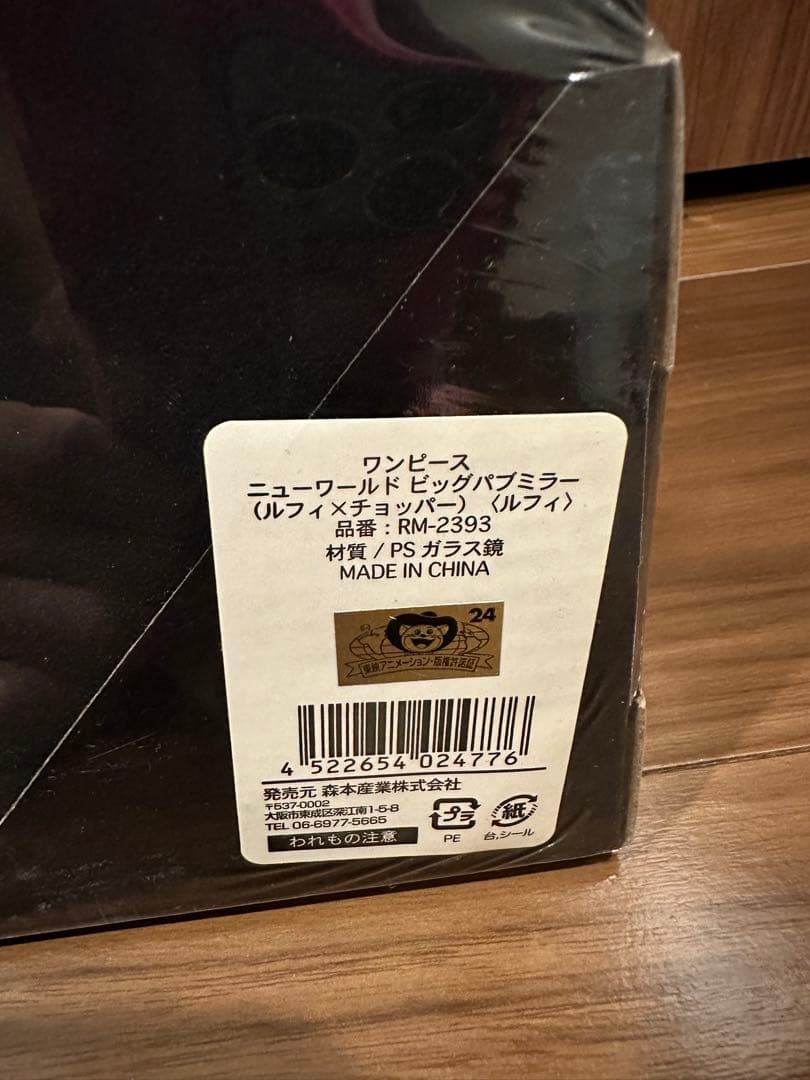 ワンピース
ニューワールド ビッグパブミラー
（ルフィ×チョッパー）〈ルフィ〉
品番：RM-2393
材質 / PS ガラス鏡
MADE IN CHINA
24
東映アニメーション・版権許諾証
4 522654 024776
発売元 森本産業株式会社
〒537-0002
大阪市東成区深江南1-5-8
TEL 06-6977-5665
われもの注意
プラ
PE
紙
台,シール